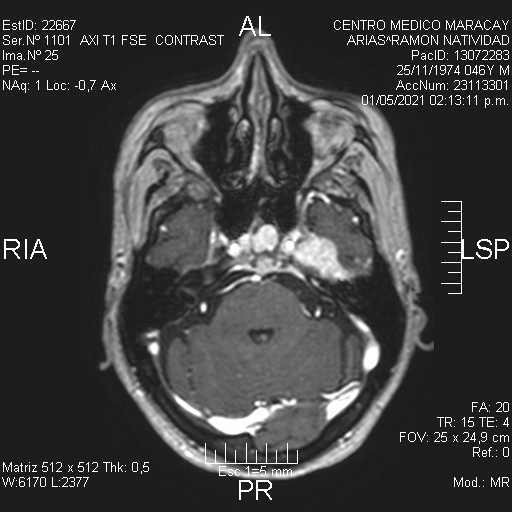 EstID: 22667
Ser.Nº 1101 AXI T1 FSE CONTRAST
Ima.Nº 25
PE= --
NAq: 1 Loc: -0,7 Ax
AL
CENTRO MEDICO MARACAY
ARIAS^RAMON NATIVIDAD
PacID: 13072283
25/11/1974 046Y M
AccNum: 23113301
01/05/2021 02:13:11 p.m.
RIA
LSP
FA: 20
TR: 15 TE: 4
FOV: 25 x 24,9 cm
Ref.: 0
Mod.: MR
Matriz 512 x 512 Thk: 0,5
W:6170 L:2377
Esc 1=5 mm
PR